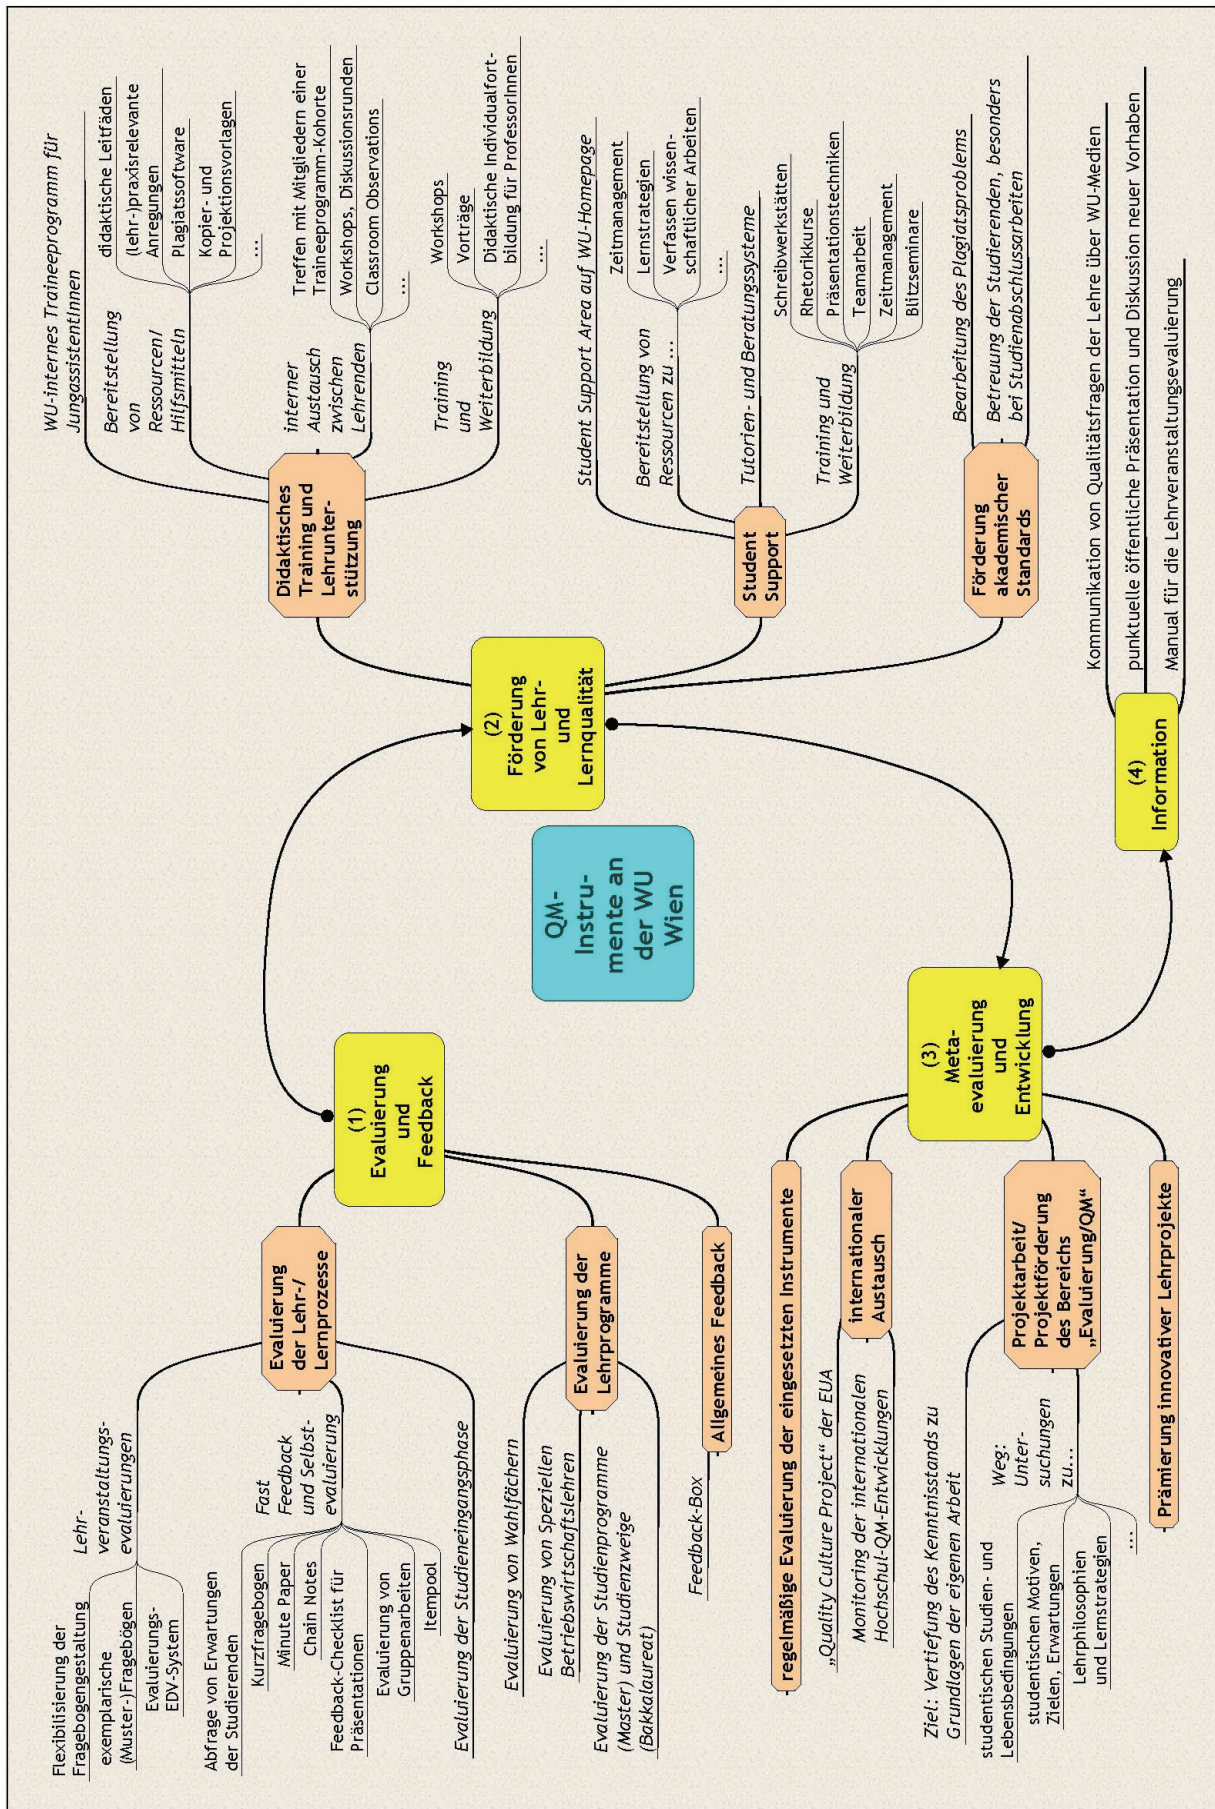 QM-
Instru-
mente an
der WU
Wien
(1)
Evaluierung
und
Feedback
Evaluierung
der Lehr-/
Lernprozesse
Lehr-
veranstaltungs-
evaluierungen
Flexibilisierung der
Fragebogengestaltung
exemplarische
(Muster-)Fragebögen
Evaluierungs-
EDV-System
Fast
Feedback
und Selbst-
evaluierung
Abfrage von Erwartungen
der Studierenden
Kurzfragebogen
Minute Paper
Chain Notes
Feedback-Checklist für
Präsentationen
Evaluierung von
Gruppenarbeiten
Itempool
Evaluierung der Studieneingangsphase
Evaluierung der
Lehrprogramme
Evaluierung von Wahlfächern
Evaluierung von Speziellen
Betriebswirtschaftslehren
Evaluierung der Studienprogramme
(Master) und Studienzweige
(Bakkalaureat)
Allgemeines Feedback
Feedback-Box
(2)
Förderung
von Lehr-
und
Lernqualität
Didaktisches
Training und
Lehrunter-
stützung
WU-internes Traineeprogramm für
JungassistentInnen
Bereitstellung
von
Ressourcen/
Hilfsmitteln
didaktische Leitfäden
(lehr-)praxisrelevante
Anregungen
Plagiatssoftware
Kopier- und
Projektionsvorlagen
...
interner
Austausch
zwischen
Lehrenden
Treffen mit Mitgliedern einer
Traineeprogramm-Kohorte
Workshops, Diskussionsrunden
Classroom Observations
...
Training
und
Weiterbildung
Workshops
Vorträge
Didaktische Individualfort-
bildung für ProfessorInnen
...
Student
Support
Student Support Area auf WU-Homepage
Bereitstellung von
Ressourcen zu ...
Zeitmanagement
Lernstrategien
Verfassen wissen-
schaftlicher Arbeiten
...
Tutorien- und Beratungssysteme
Training und
Weiterbildung
Schreibwerkstätten
Rhetorikkurse
Präsentationstechniken
Teamarbeit
Zeitmanagement
Blitzseminare
Förderung
akademischer
Standards
Bearbeitung des Plagiatsproblems
Betreuung der Studierenden, besonders
bei Studienabschlussarbeiten
(3)
Meta-
evaluierung
und
Entwicklung
regelmäßige Evaluierung der eingesetzten Instrumente
internationaler
Austausch
„Quality Culture Project“ der EUA
Monitoring der internationalen
Hochschul-QM-Entwicklungen
Projektarbeit/
Projektförderung
des Bereichs
„Evaluierung/QM“
Ziel: Vertiefung des Kenntnisstands zu
Grundlagen der eigenen Arbeit
Weg:
Unter-
suchungen
zu...
studentischen Studien- und
Lebensbedingungen
studentischen Motiven,
Zielen, Erwartungen
Lehrphilosophien
und Lernstrategien
...
Prämierung innovativer Lehrprojekte
(4)
Information
Kommunikation von Qualitätsfragen der Lehre über WU-Medien
punktuelle öffentliche Präsentation und Diskussion neuer Vorhaben
Manual für die Lehrveranstaltungsevaluierung